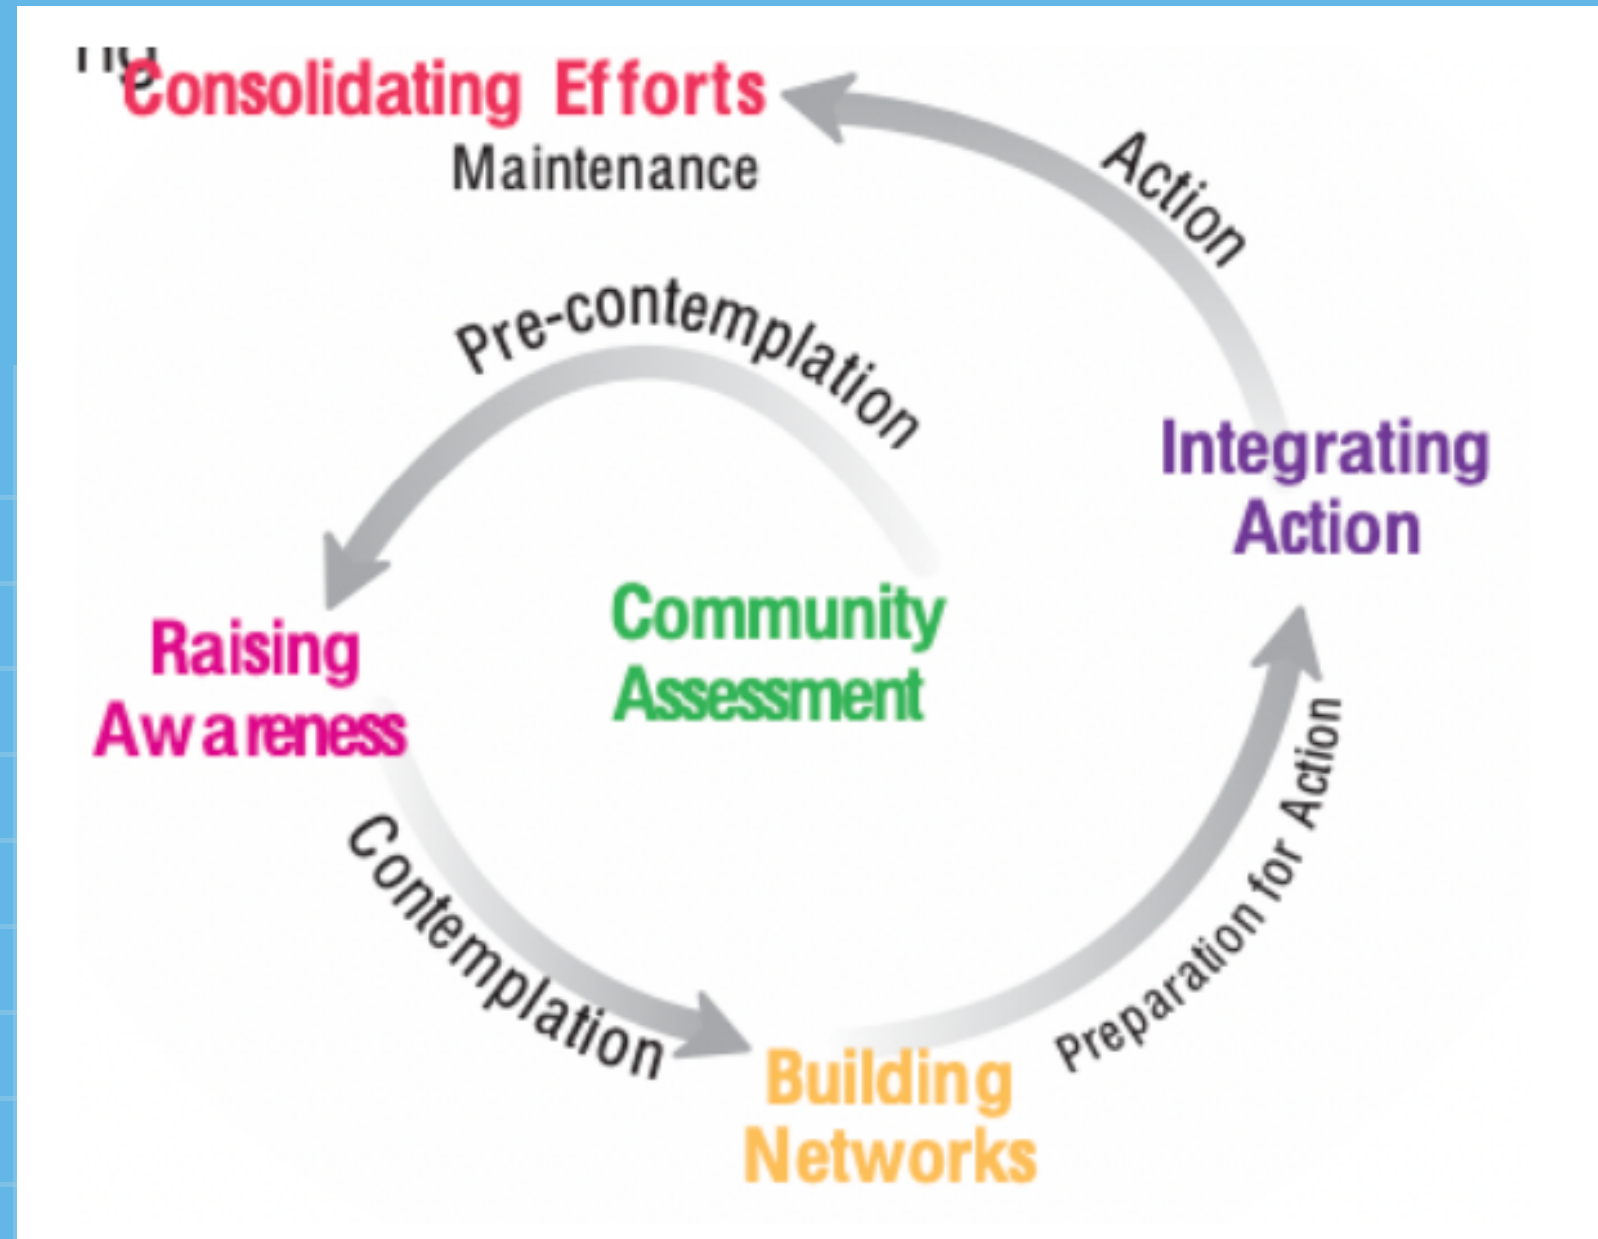 Consolidating Efforts
Maintenance
Action
Pre-contemplation
Integrating
Action
Community
Assessment
Raising
Awareness
Contemplation
Preparation for Action
Building
Networks